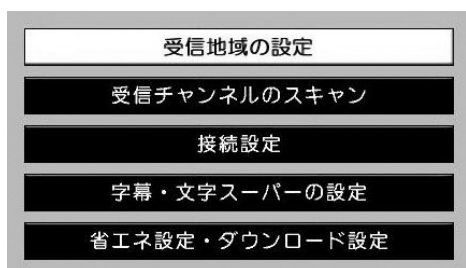 受信地域の設定
受信チャンネルのスキャン
接続設定
字幕・文字スーパーの設定
省エネ設定・ダウンロード設定